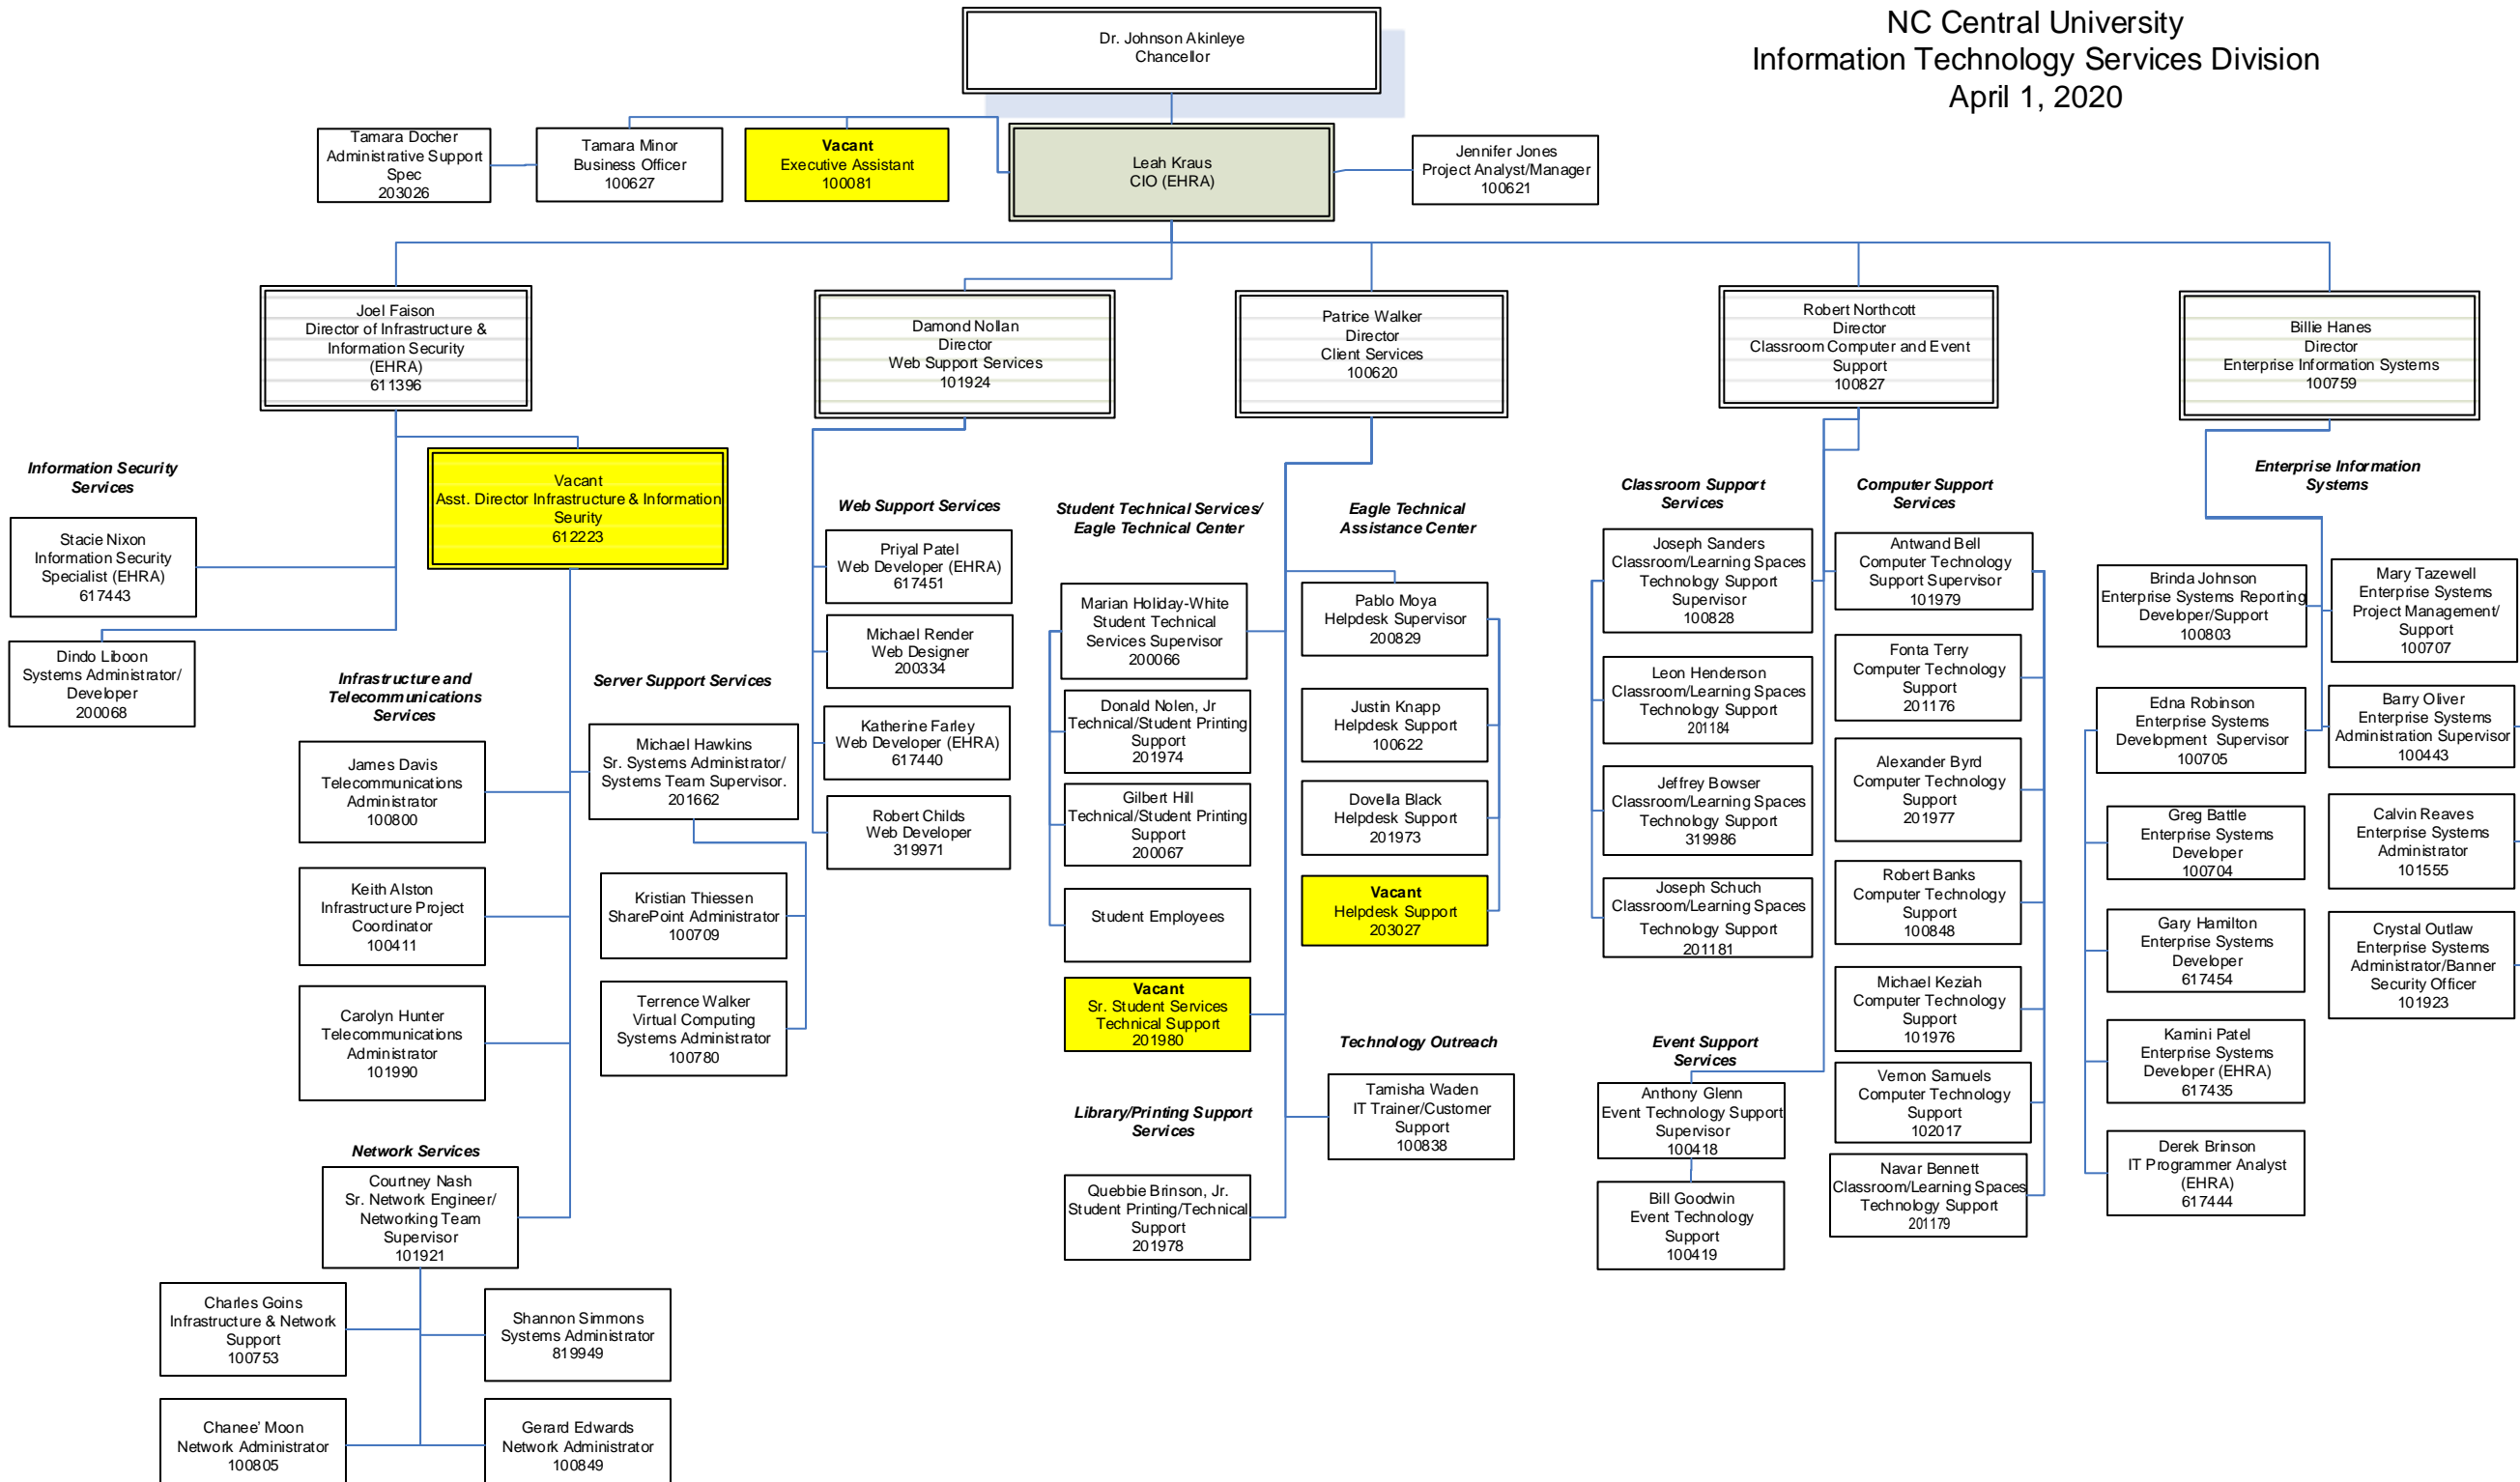 NC Central University
Information Technology Services Division
April 1, 2020
Dr. Johnson Akinleye
Chancellor
Tamara Docher
Administrative Support
Spec
203026
Tamara Minor
Business Officer
100627
Vacant
Executive Assistant
100081
Leah Kraus
CIO (EHRA)
Jennifer Jones
Project Analyst/Manager
100621
Joel Faison
Director of Infrastructure &
Information Security
(EHRA)
611396
Damond Nollan
Director
Web Support Services
101924
Patrice Walker
Director
Client Services
100620
Robert Northcott
Director
Classroom Computer and Event
Support
100827
Billie Hanes
Director
Enterprise Information Systems
100759
Information Security
Services
Stacie Nixon
Information Security
Specialist (EHRA)
617443
Dindo Liboon
Systems Administrator/
Developer
200068
Vacant
Asst. Director Infrastructure & Information
Seurity
612223
Infrastructure and
Telecommunications
Services
James Davis
Telecommunications
Administrator
100800
Keith Alston
Infrastructure Project
Coordinator
100411
Carolyn Hunter
Telecommunications
Administrator
101990
Server Support Services
Michael Hawkins
Sr. Systems Administrator/
Systems Team Supervisor.
201662
Kristian Thiessen
SharePoint Administrator
100709
Terrence Walker
Virtual Computing
Systems Administrator
100780
Network Services
Courtney Nash
Sr. Network Engineer/
Networking Team
Supervisor
101921
Charles Goins
Infrastructure & Network
Support
100753
Shannon Simmons
Systems Administrator
819949
Chanee’ Moon
Network Administrator
100805
Gerard Edwards
Network Administrator
100849
Web Support Services
Priyal Patel
Web Developer (EHRA)
617451
Michael Render
Web Designer
200334
Katherine Farley
Web Developer (EHRA)
617440
Robert Childs
Web Developer
319971
Student Technical Services/
Eagle Technical Center
Marian Holiday-White
Student Technical
Services Supervisor
200066
Donald Nolen, Jr
Technical/Student Printing
Support
201974
Gilbert Hill
Technical/Student Printing
Support
200067
Student Employees
Vacant
Sr. Student Services
Technical Support
201980
Library/Printing Support
Services
Quebbie Brinson, Jr.
Student Printing/Technical
Support
201978
Eagle Technical
Assistance Center
Pablo Moya
Helpdesk Supervisor
200829
Justin Knapp
Helpdesk Support
100622
Dovella Black
Helpdesk Support
201973
Vacant
Helpdesk Support
203027
Technology Outreach
Tamisha Waden
IT Trainer/Customer
Support
100838
Classroom Support
Services
Joseph Sanders
Classroom/Learning Spaces
Technology Support
Supervisor
100828
Leon Henderson
Classroom/Learning Spaces
Technology Support
201184
Jeffrey Bowser
Classroom/Learning Spaces
Technology Support
319986
Joseph Schuch
Classroom/Learning Spaces
Technology Support
201181
Event Support
Services
Anthony Glenn
Event Technology Support
Supervisor
100418
Bill Goodwin
Event Technology
Support
100419
Computer Support
Services
Antwand Bell
Computer Technology
Support Supervisor
101979
Fonta Terry
Computer Technology
Support
201176
Alexander Byrd
Computer Technology
Support
201977
Robert Banks
Computer Technology
Support
100848
Michael Keziah
Computer Technology
Support
101976
Vernon Samuels
Computer Technology
Support
102017
Navar Bennett
Classroom/Learning Spaces
Technology Support
201179
Enterprise Information
Systems
Brinda Johnson
Enterprise Systems Reporting
Developer/Support
100803
Mary Tazewell
Enterprise Systems
Project Management/
Support
100707
Edna Robinson
Enterprise Systems
Development Supervisor
100705
Barry Oliver
Enterprise Systems
Administration Supervisor
100443
Greg Battle
Enterprise Systems
Developer
100704
Calvin Reaves
Enterprise Systems
Administrator
101555
Gary Hamilton
Enterprise Systems
Developer
617454
Crystal Outlaw
Enterprise Systems
Administrator/Banner
Security Officer
101923
Kamini Patel
Enterprise Systems
Developer (EHRA)
617435
Derek Brinson
IT Programmer Analyst
(EHRA)
617444